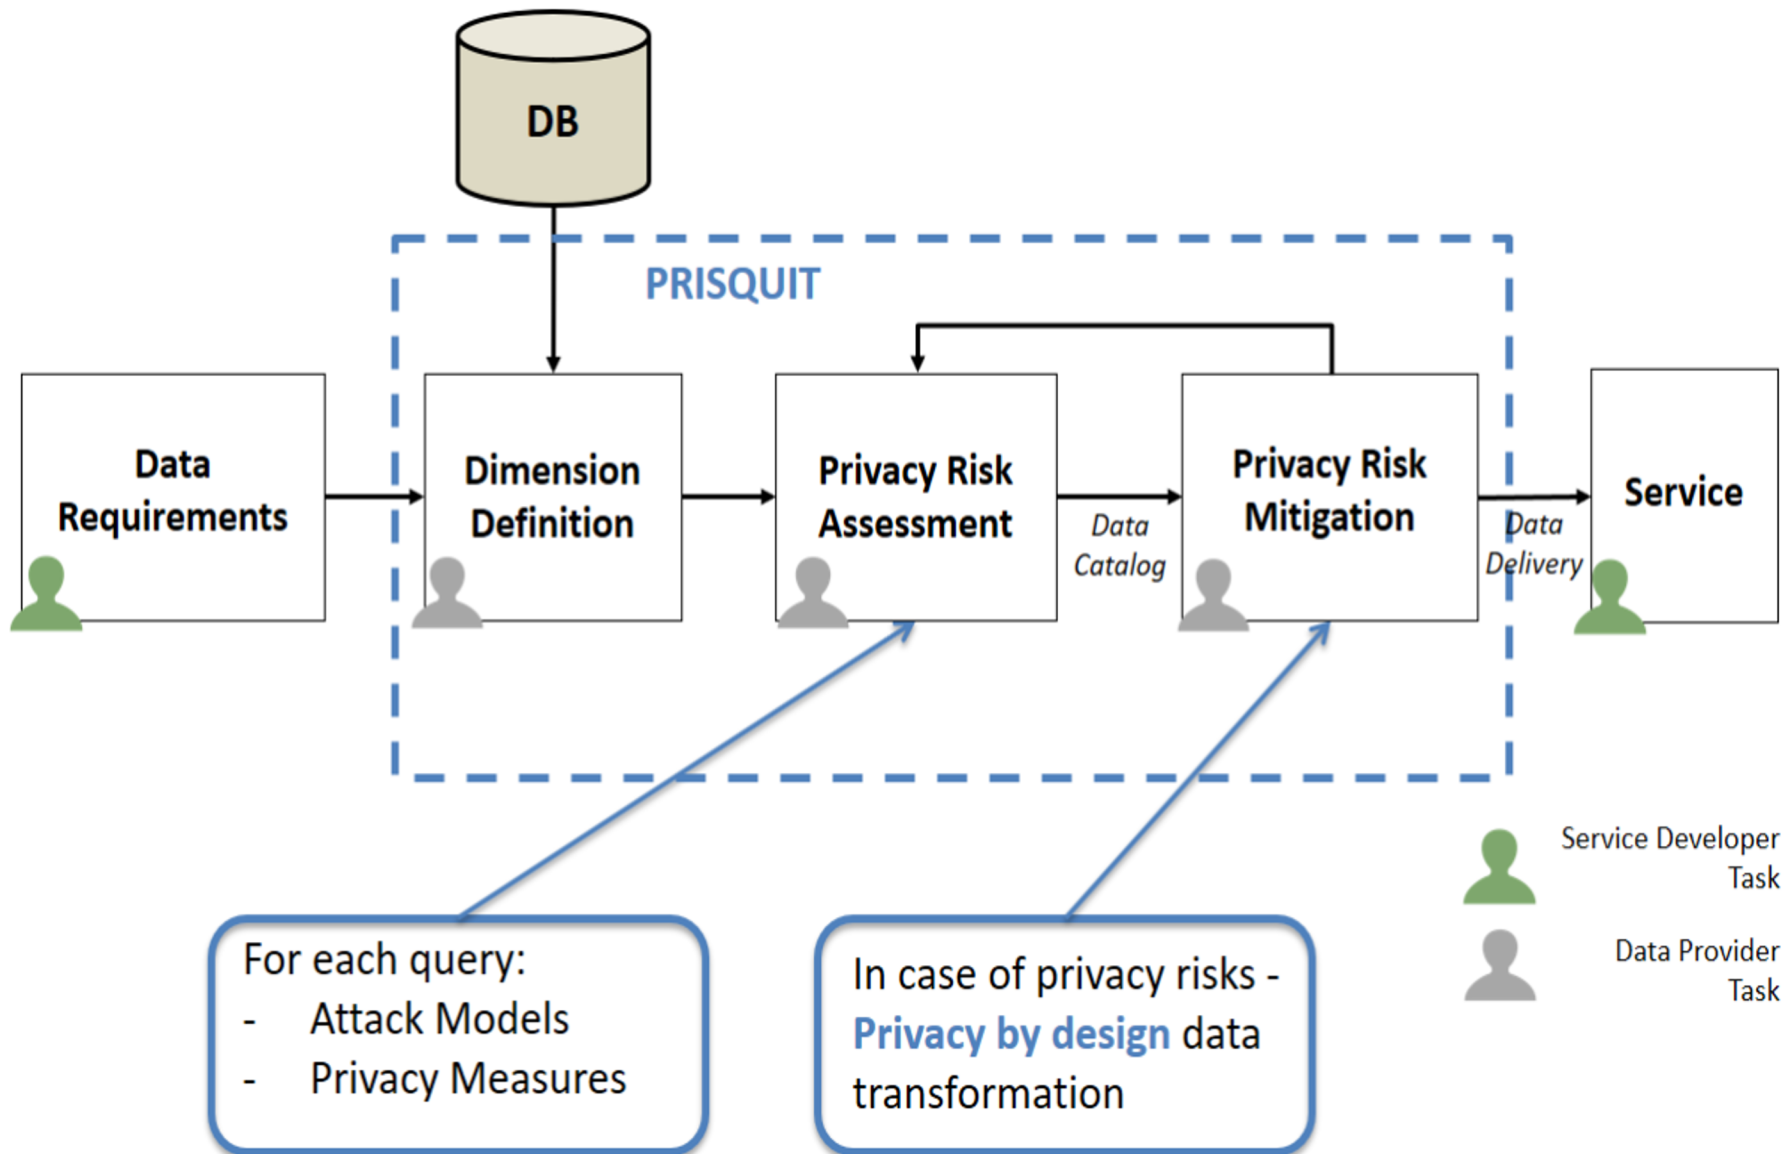 DB
PRISQUIT
Data
Requirements
Dimension
Definition
Privacy Risk
Assessment
Data
Catalog
Privacy Risk
Mitigation
Data
Delivery
Service
Service Developer
Task
Data Provider
Task
For each query:
- Attack Models
- Privacy Measures
In case of privacy risks -
Privacy by design data
transformation